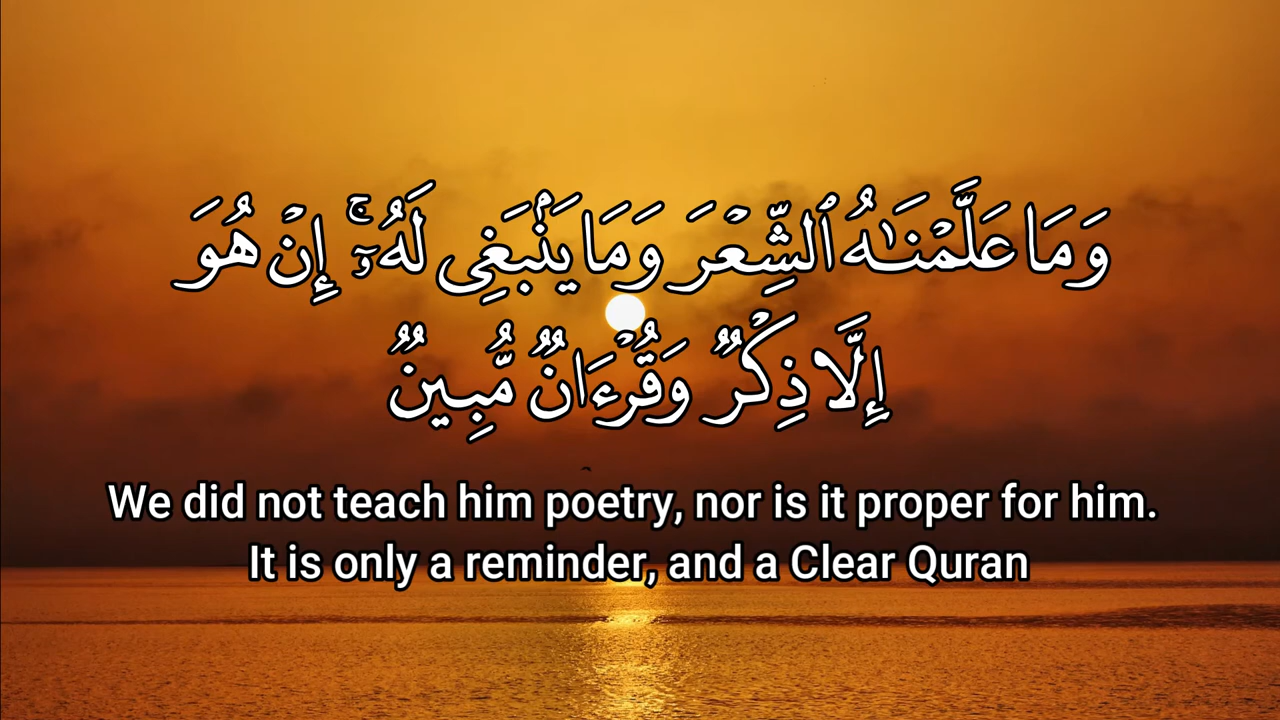 وَمَا عَلَّمۡنَـٰهُ ٱلشِّعۡرَ وَمَا یَنۢبَغِی لَهُۥۤۚ إِنۡ هُوَ
إِلَّا ذِكۡرࣱ وَقُرۡءَانࣱ مُّبِینࣱ
We did not teach him poetry, nor is it proper for him.
It is only a reminder, and a Clear Quran